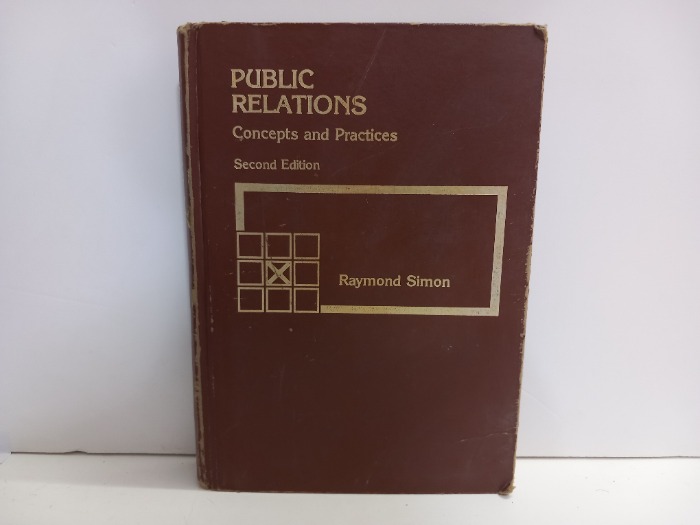 PUBLIC
RELATIONS
Concepts and Practices
Second Edition
Raymond Simon